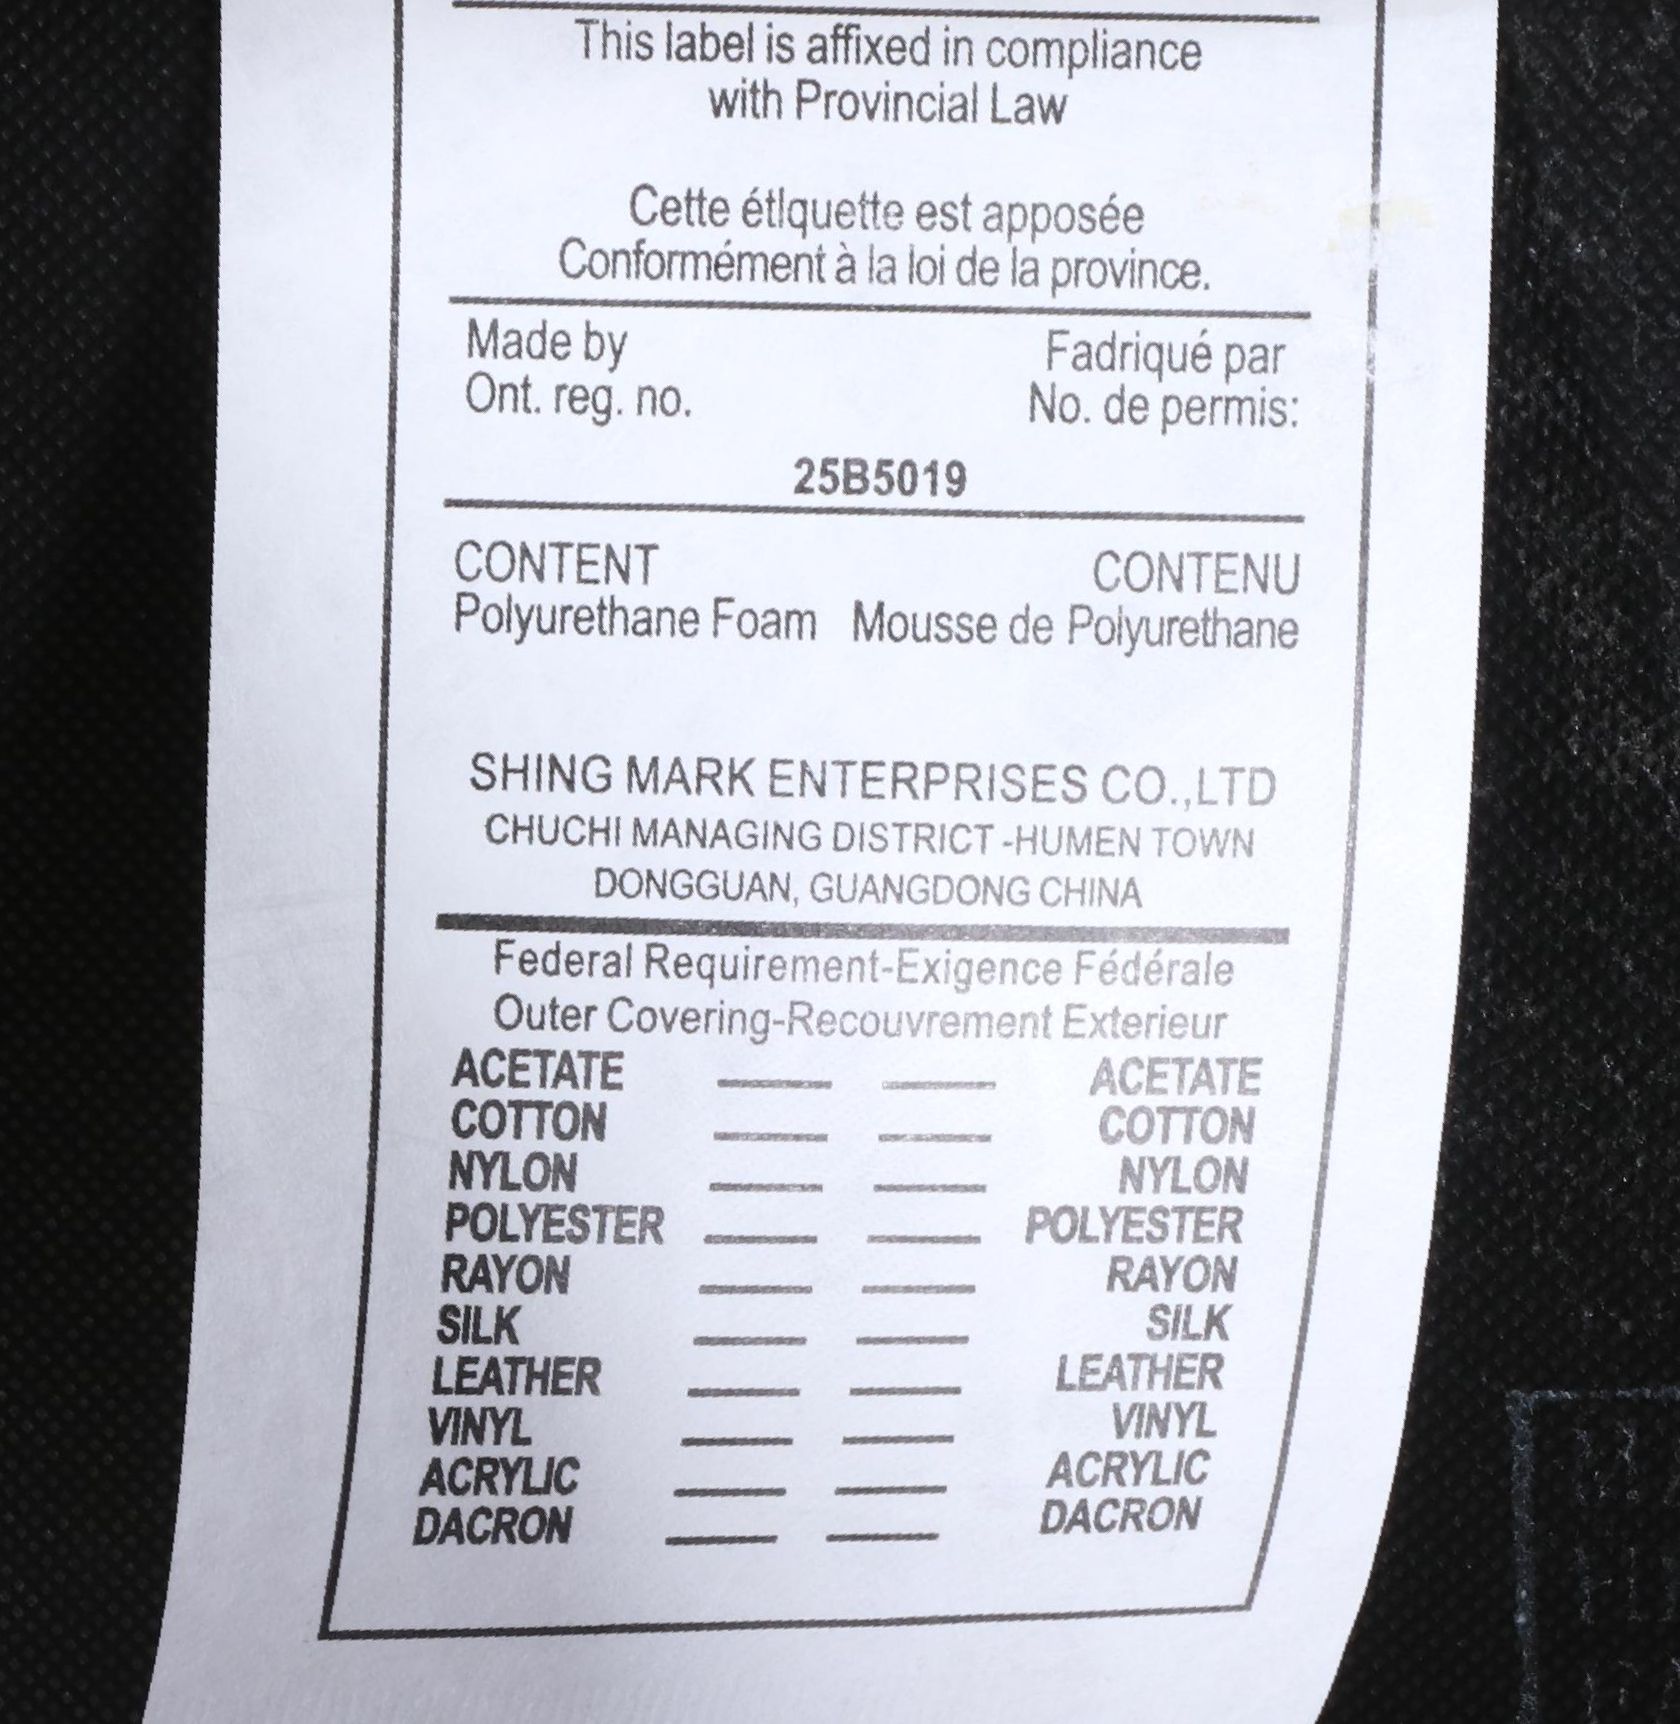 This label is affixed in compliance
with Provincial Law
Cette étlquette est apposée
Conformément à la loi de la province.
Made by Fadriqué par
Ont. reg. no. No. de permis:
25B5019
CONTENT CONTENU
Polyurethane Foam Mousse de Polyurethane
SHING MARK ENTERPRISES CO.,LTD
CHUCHI MANAGING DISTRICT -HUMEN TOWN
DONGGUAN, GUANGDONG CHINA
Federal Requirement-Exigence Fédérale
Outer Covering-Recouvrement Exterieur
ACETATE ACETATE
COTTON COTTON
NYLON NYLON
POLYESTER POLYESTER
RAYON RAYON
SILK SILK
LEATHER LEATHER
VINYL VINYL
ACRYLIC ACRYLIC
DACRON DACRON